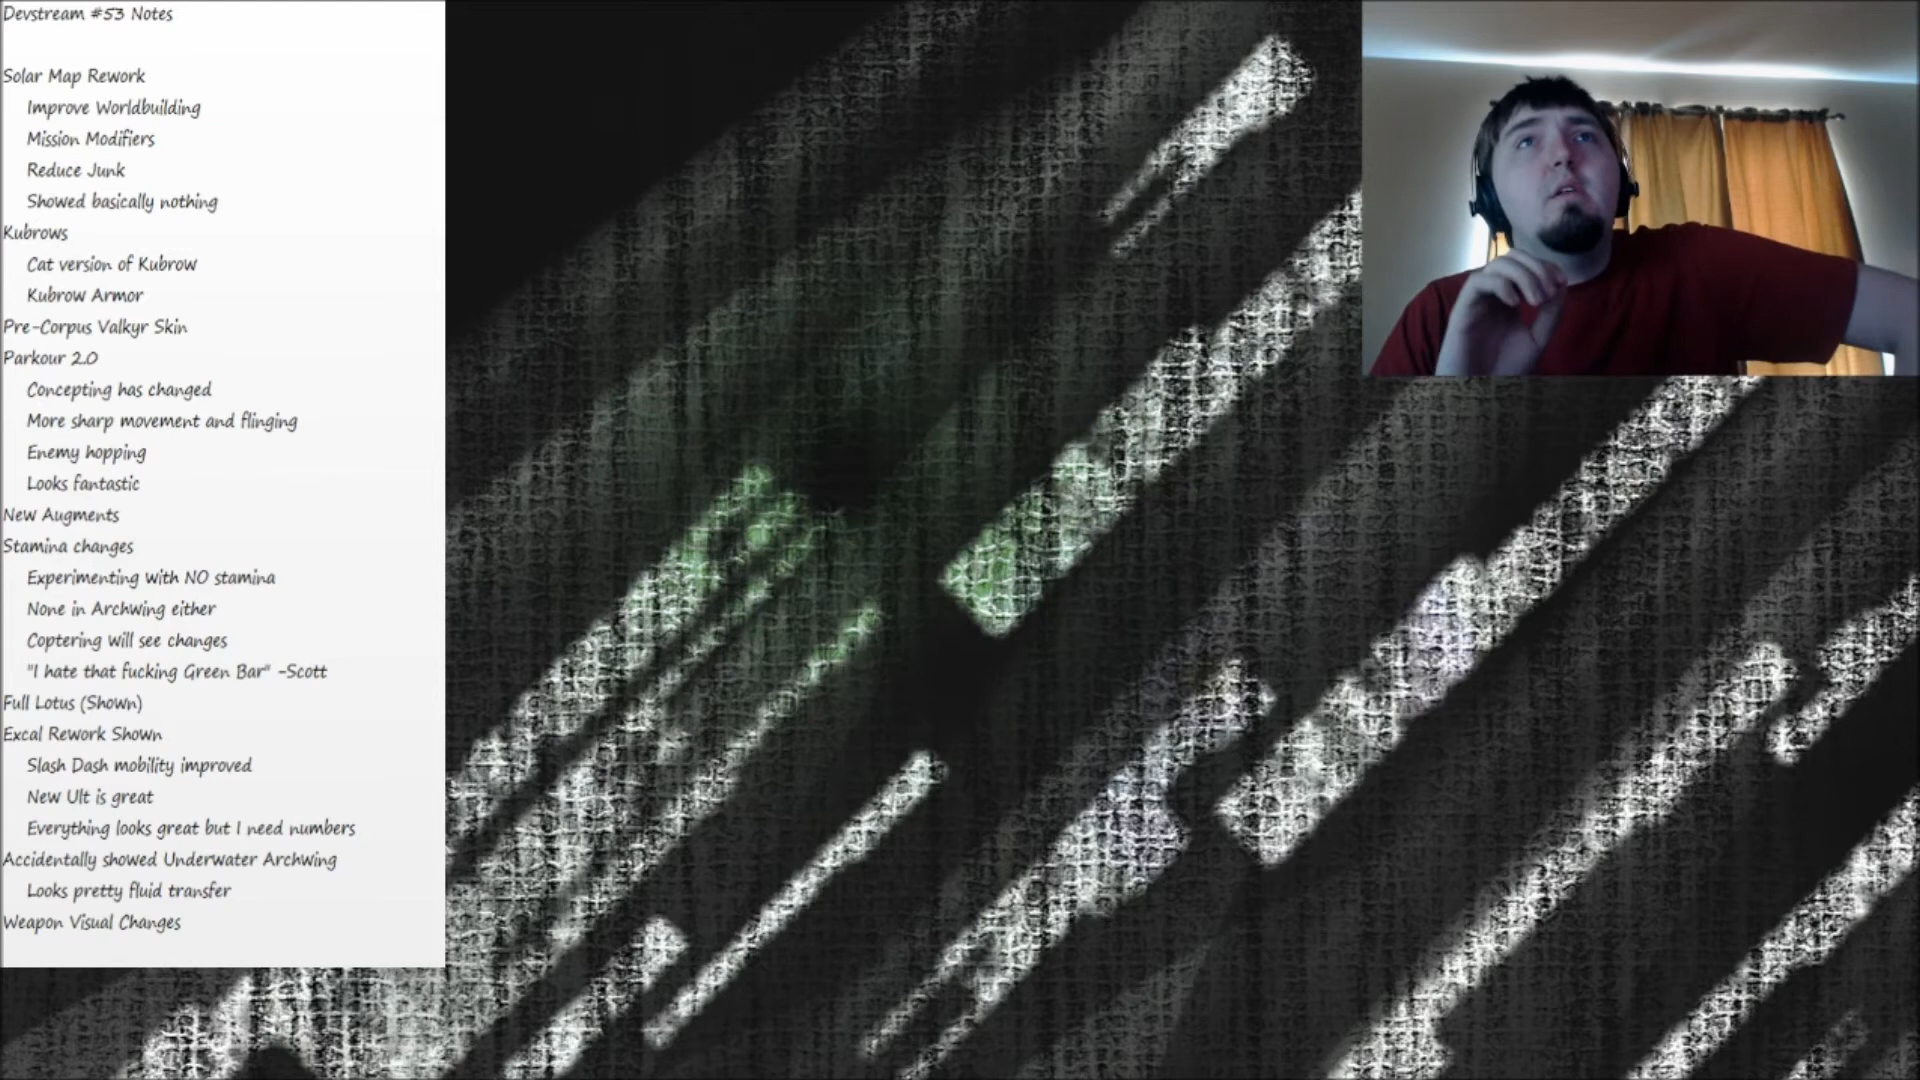 Devstream #53 Notes
Solar Map Rework
Improve Worldbuilding
Mission Modifiers
Reduce Junk
Showed basically nothing
Kubrows
Cat version of Kubrow
Kubrow Armor
Pre-Corpus Valkyr Skin
Parkour 2.0
Concepting has changed
More sharp movement and flinging
Enemy hopping
Looks fantastic
New Augments
Stamina changes
Experimenting with NO stamina
None in Archwing either
Coptering will see changes
"I hate that fucking Green Bar" -Scott
Full Lotus (Shown)
Excal Rework Shown
Slash Dash mobility improved
New Ult is great
Everything looks great but I need numbers
Accidentally showed Underwater Archwing
Looks pretty fluid transfer
Weapon Visual Changes